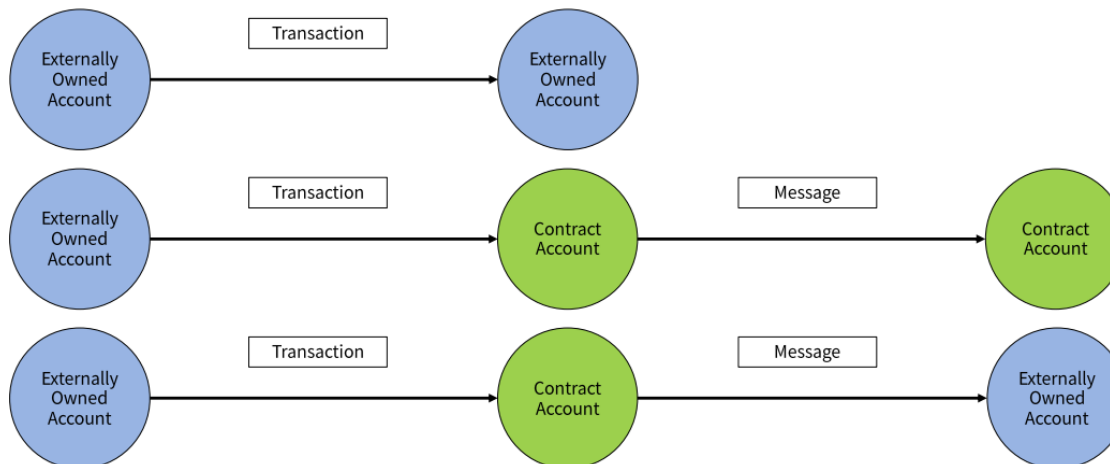 Transaction
Externally
Owned
Account
Externally
Owned
Account
Transaction
Message
Externally
Owned
Account
Contract
Account
Contract
Account
Transaction
Message
Externally
Owned
Account
Contract
Account
Externally
Owned
Account